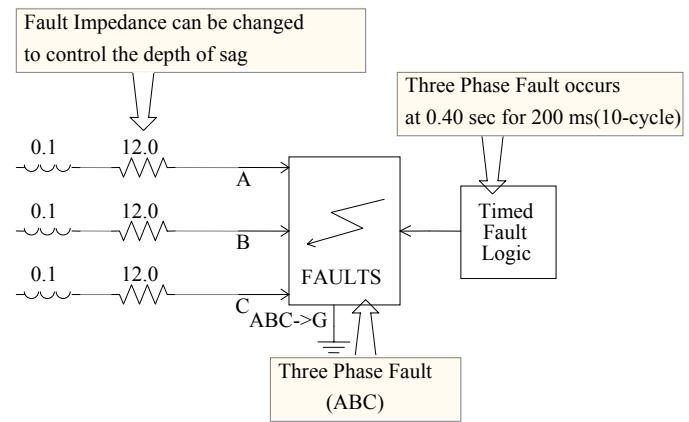 Fault Impedance can be changed
to control the depth of sag
Three Phase Fault occurs
at 0.40 sec for 200 ms(10-cycle)
0.1
12.0
A
0.1
12.0
B
0.1
12.0
C
ABC->G
FAULTS
Timed
Fault
Logic
Three Phase Fault
(ABC)